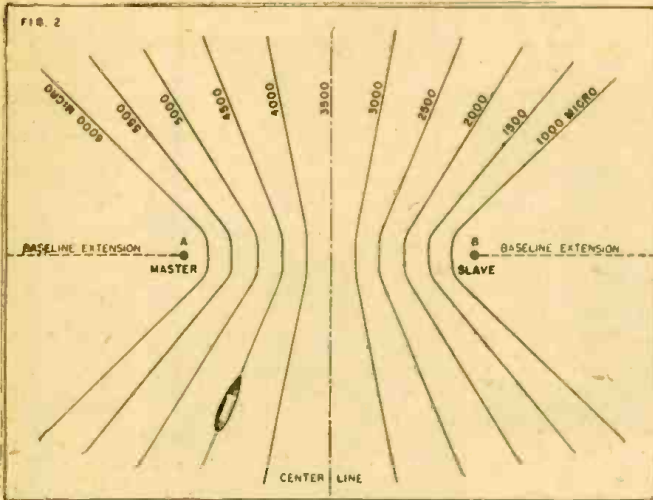 FIG. 2
6000 MICRO
5500
5000
4500
4000
3500
3000
2500
2000
1500
1000 MICRO
BASELINE EXTENSION
A
MASTER
B
SLAVE
BASELINE EXTENSION
CENTER LINE